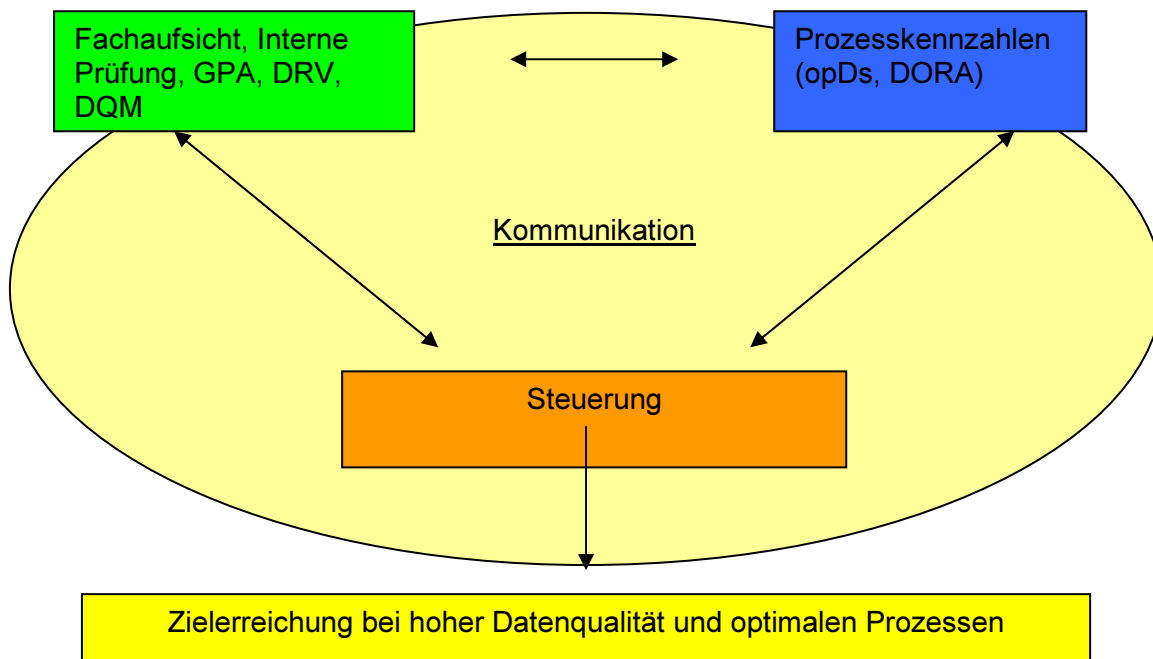 Fachaufsicht, Interne
Prüfung, GPA, DRV,
DQM
Prozesskennzahlen
(opDs, DORA)
Kommunikation
Steuerung
Zielerreichung bei hoher Datenqualität und optimalen Prozessen